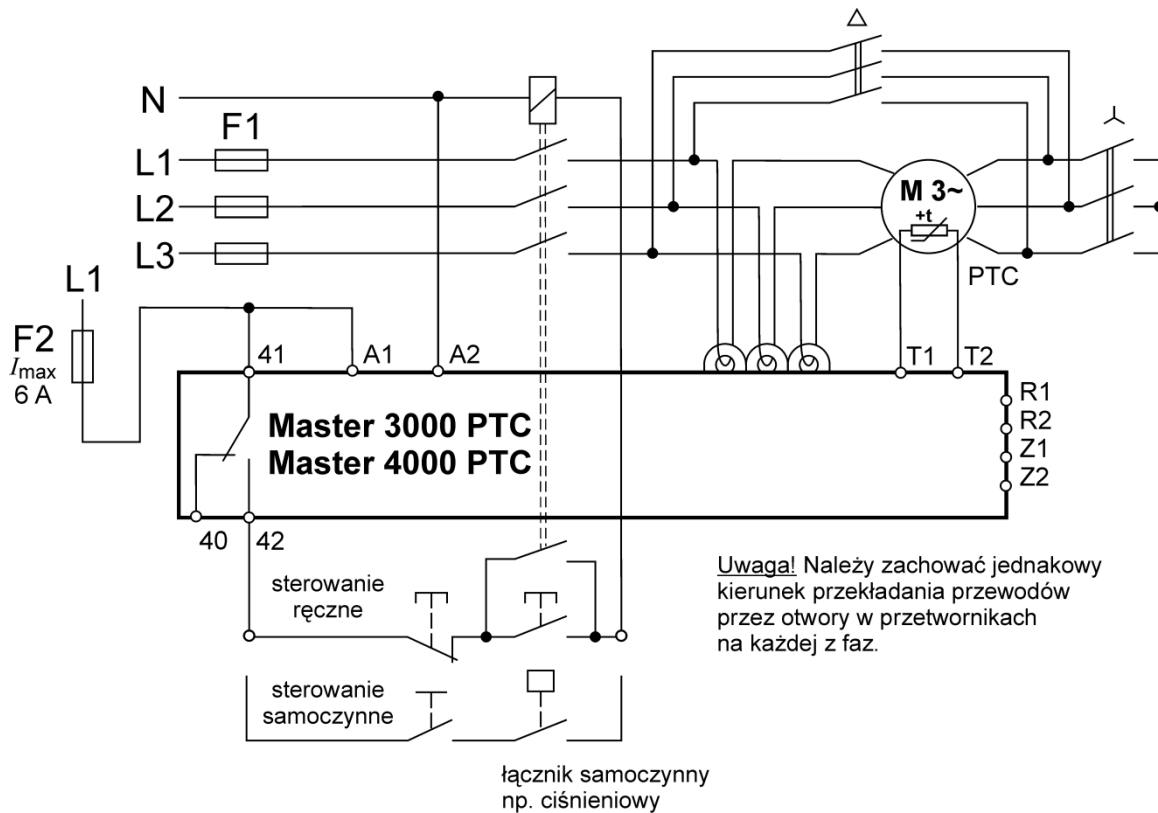 N
F1
L1
L2
L3
L1
F2
Imax
6 A
M 3~
+t
PTC
41
A1
A2
T1
T2
R1
R2
Z1
Z2
Master 3000 PTC
Master 4000 PTC
40
42
sterowanie
ręczne
sterowanie
samoczynne
łącznik samoczynny
np. ciśnieniowy
Uwaga! Należy zachować jednakowy
kierunek przekładania przewodów
przez otwory w przetwornikach
na każdej z faz.